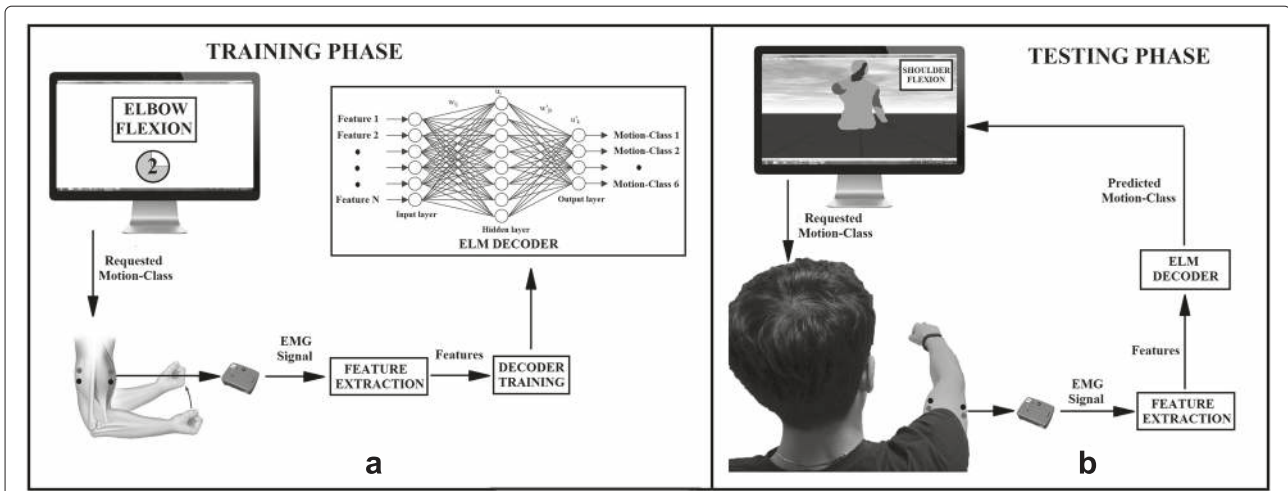 TRAINING PHASE
ELBOW
FLEXION
2
Feature 1
Feature 2
Feature N
Input layer
Hidden layer
Output layer
Motion-Class 1
Motion-Class 2
Motion-Class 6
ELM DECODER
Requested
Motion-Class
EMG
Signal
FEATURE
EXTRACTION
Features
DECODER
TRAINING
a
TESTING PHASE
SHOULDER
FLEXION
Requested
Motion-Class
Predicted
Motion-Class
ELM
DECODER
Features
EMG
Signal
FEATURE
EXTRACTION
b